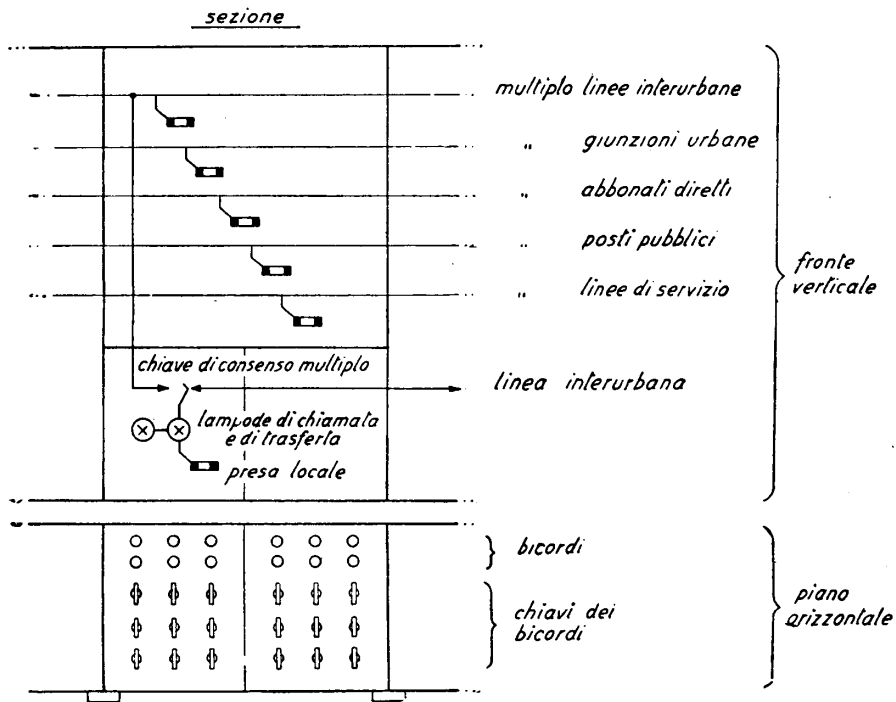 sezione
multiplo linee interurbane
„ giunzioni urbane
„ abbonati diretti
„ posti pubblici
„ linee di servizio
fronte
verticale
chiave di consenso multiplo
linea interurbana
lampode di chiamata
e di trasferta
presa locale
bicordi
chiavi dei
bicordi
piano
orizzontale